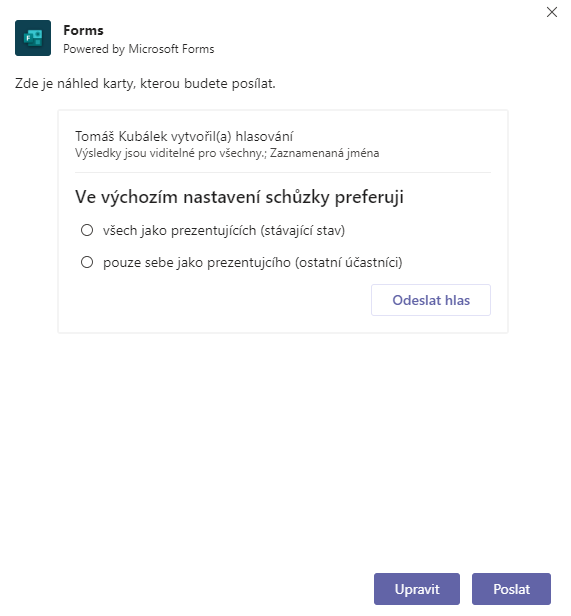 Forms
Powered by Microsoft Forms
Zde je náhled karty, kterou budete posílat.
Tomáš Kubálek vytvořil(a) hlasování
Výsledky jsou viditelné pro všechny.; Zaznamenaná jména
Ve výchozím nastavení schůzky preferuji
všech jako prezentujících (stávající stav)
pouze sebe jako prezentujcího (ostatní účastníci)
Odeslat hlas
Upravit
Poslat